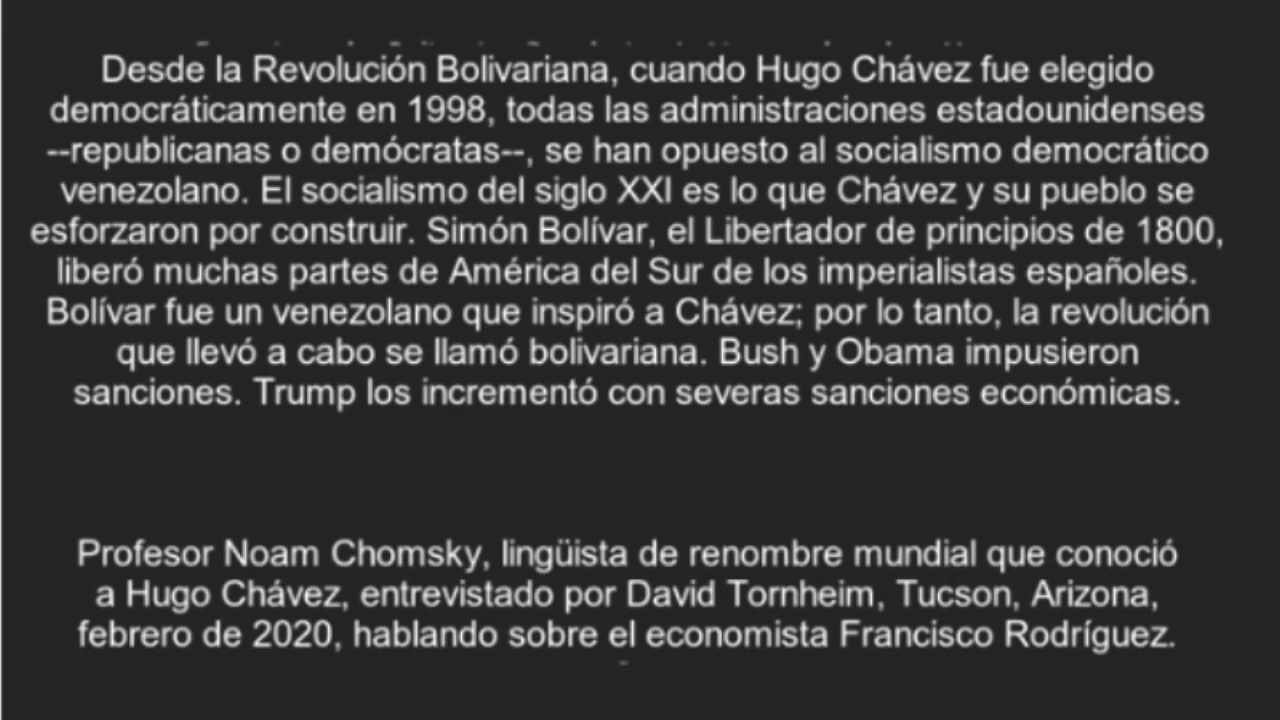 Desde la Revolución Bolivariana, cuando Hugo Chávez fue elegido
democráticamente en 1998, todas las administraciones estadounidenses
--republicanas o demócratas--, se han opuesto al socialismo democrático
venezolano. El socialismo del siglo XXI es lo que Chávez y su pueblo se
esforzaron por construir. Simón Bolívar, el Libertador de principios de 1800,
liberó muchas partes de América del Sur de los imperialistas españoles.
Bolívar fue un venezolano que inspiró a Chávez; por lo tanto, la revolución
que llevó a cabo se llamó bolivariana. Bush y Obama impusieron
sanciones. Trump los incrementó con severas sanciones económicas.
Profesor Noam Chomsky, lingüista de renombre mundial que conoció
a Hugo Chávez, entrevistado por David Tornheim, Tucson, Arizona,
febrero de 2020, hablando sobre el economista Francisco Rodríguez.